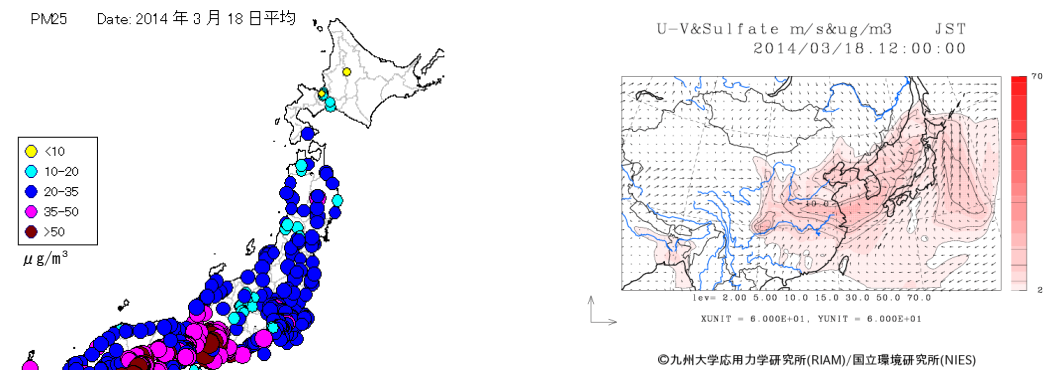 PM25 Date: 2014 年 3 月 18 日平均
<10
10-20
20-35
35-50
>50
μg/m³
U-V&Sulfate m/s&ug/m3 JST
2014/03/18.12:00:00
70
2
10.0
lev= 2.00 5.00 10.0 15.0 30.0 50.0 70.0
XUNIT = 6.000E+01, YUNIT = 6.000E+01
©九州大学応用力学研究所(RIAM)/国立環境研究所(NIES)